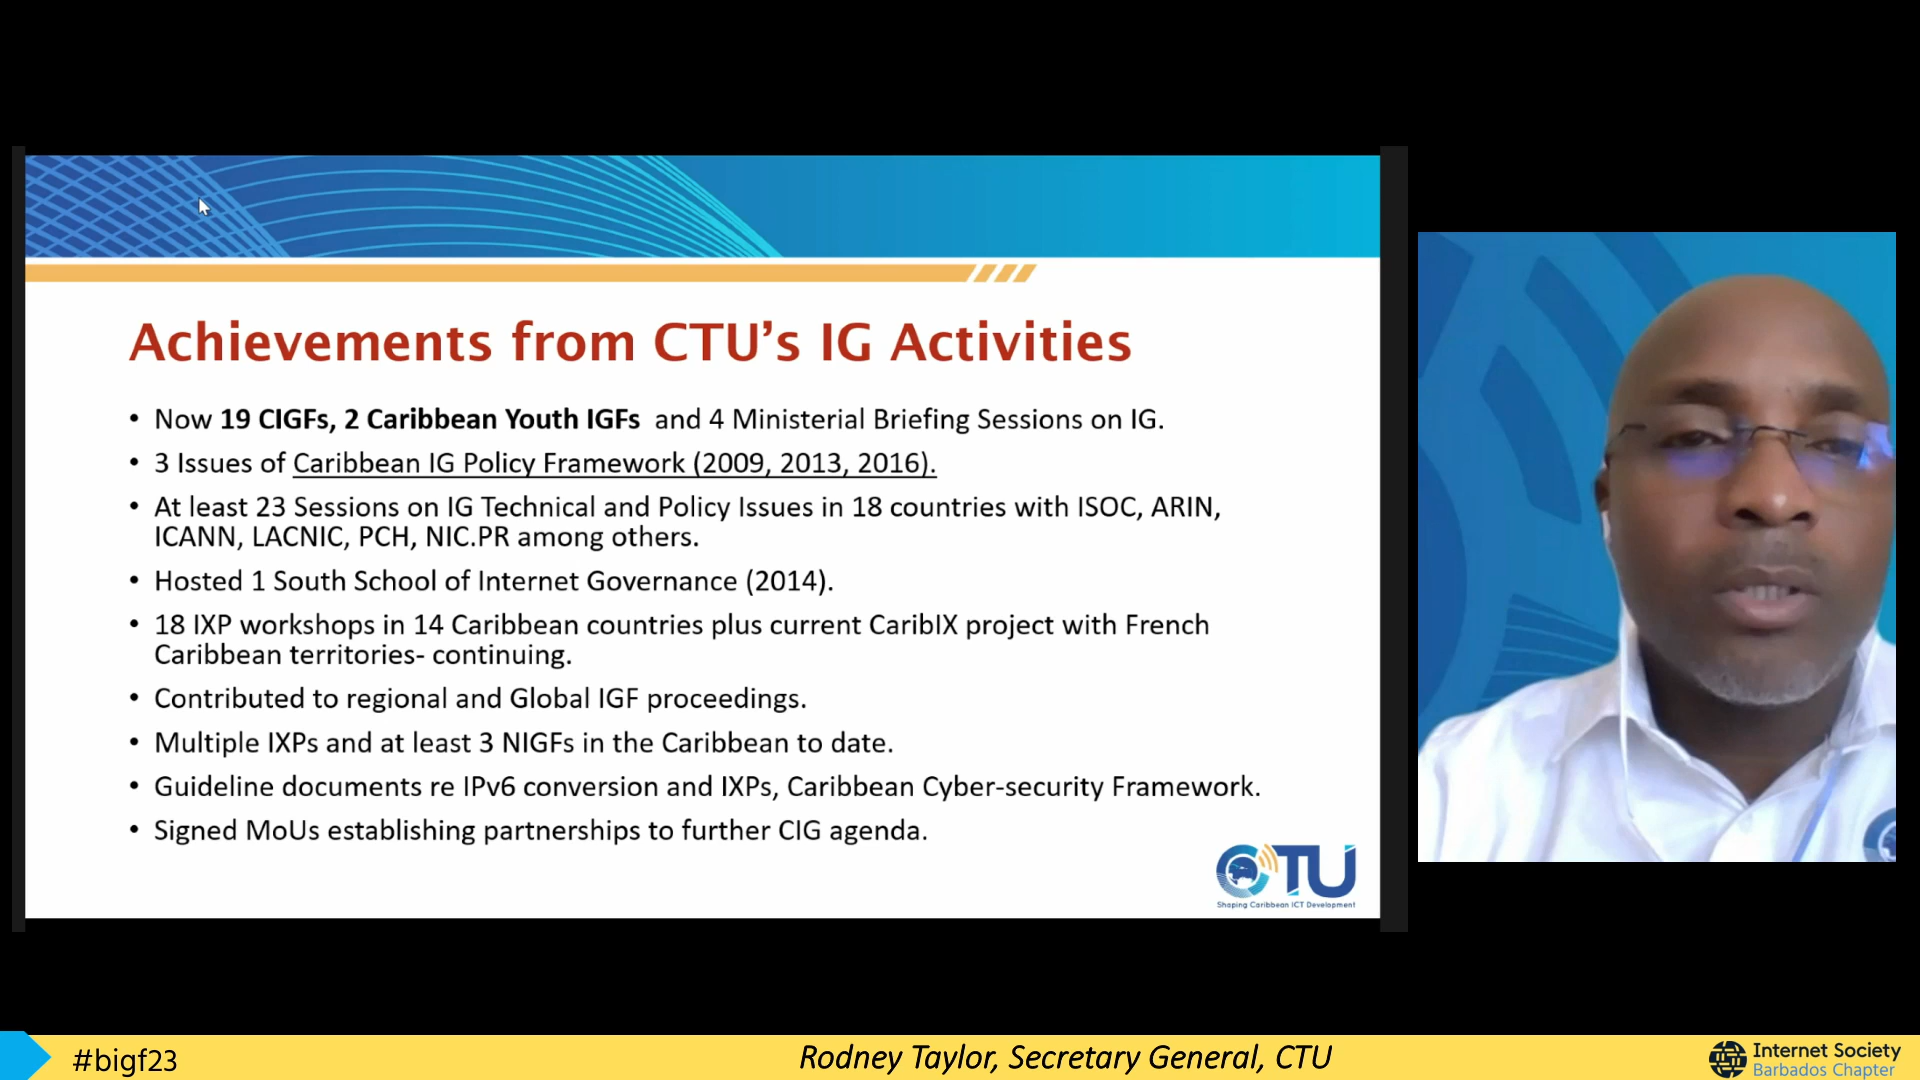 Achievements from CTU’s IG Activities
• Now 19 CIGFs, 2 Caribbean Youth IGFs and 4 Ministerial Briefing Sessions on IG.
• 3 Issues of Caribbean IG Policy Framework (2009, 2013, 2016).
• At least 23 Sessions on IG Technical and Policy Issues in 18 countries with ISOC, ARIN,
ICANN, LACNIC, PCH, NIC.PR among others.
• Hosted 1 South School of Internet Governance (2014).
• 18 IXP workshops in 14 Caribbean countries plus current CaribIX project with French
Caribbean territories- continuing.
• Contributed to regional and Global IGF proceedings.
• Multiple IXPs and at least 3 NIGFs in the Caribbean to date.
• Guideline documents re IPv6 conversion and IXPs, Caribbean Cyber-security Framework.
• Signed MoUs establishing partnerships to further CIG agenda.
CTU
Shaping Caribbean ICT Development
#bigf23
Rodney Taylor, Secretary General, CTU
Internet Society
Barbados Chapter